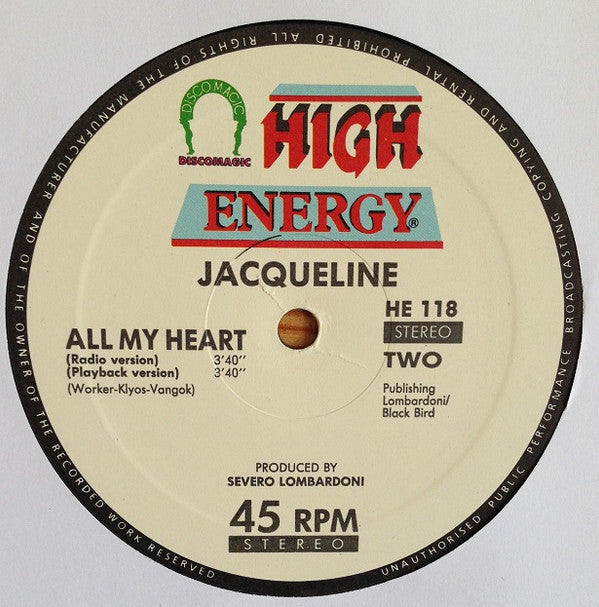 ALL RIGHTS OF THE MANUFACTURER AND OF THE OWNER OF THE RECORDED WORK RESERVED
UNAUTHORISED PUBLIC PERFORMANCE BROADCASTING COPYING AND RENTAL PROHIBITED
DISCOMAGIC
DISCOMAGIC
HIGH
ENERGY®
JACQUELINE
HE 118
STEREO
TWO
ALL MY HEART
(Radio version) 3'40''
(Playback version) 3'40''
(Worker-Klyos-Vangok)
Publishing
Lombardoni/
Black Bird
PRODUCED BY
SEVERO LOMBARDONI
45 RPM
STEREO